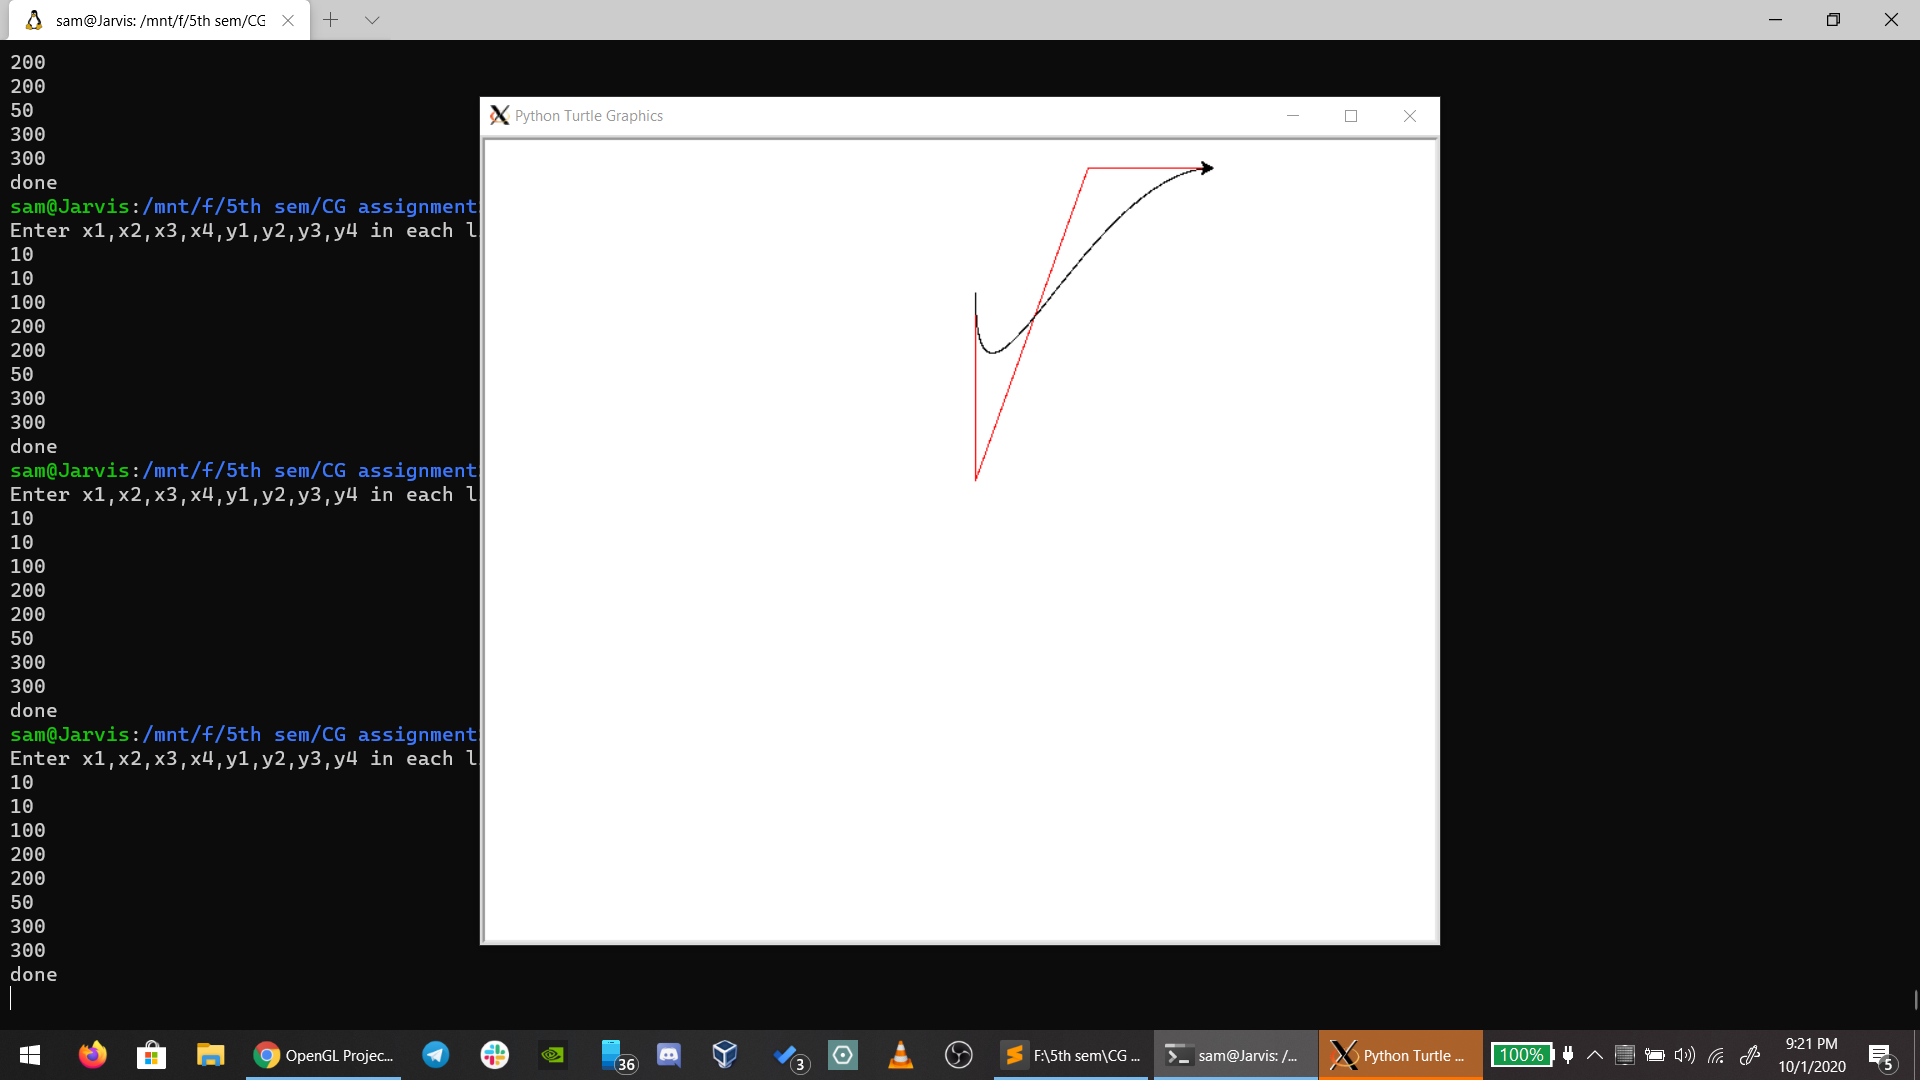 sam@Jarvis: /mnt/f/5th sem/CG
200
200
50
300
300
done
sam@Jarvis:/mnt/f/5th sem/CG assignment
Enter x1,x2,x3,x4,y1,y2,y3,y4 in each l
10
10
100
200
200
50
300
300
done
sam@Jarvis:/mnt/f/5th sem/CG assignment
Enter x1,x2,x3,x4,y1,y2,y3,y4 in each l
10
10
100
200
200
50
300
300
done
sam@Jarvis:/mnt/f/5th sem/CG assignment
Enter x1,x2,x3,x4,y1,y2,y3,y4 in each l
10
10
100
200
200
50
300
300
done
Python Turtle Graphics
OpenGL Projec...
36
3
F:\5th sem\CG ...
sam@Jarvis: /...
Python Turtle ...
100%
9:21 PM
10/1/2020
5